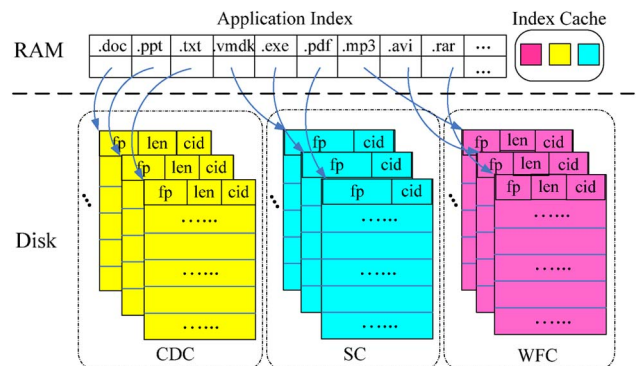 Application Index
Index Cache
RAM
.doc .ppt .txt .vmdk .exe .pdf .mp3 .avi .rar ...
...
Disk
fp len cid
fp len cid
fp len cid
......
......
......
...
CDC
fp cid
fp cid
fp cid
......
......
......
...
SC
fp len cid
fp len cid
fp len cid
......
......
......
...
WFC